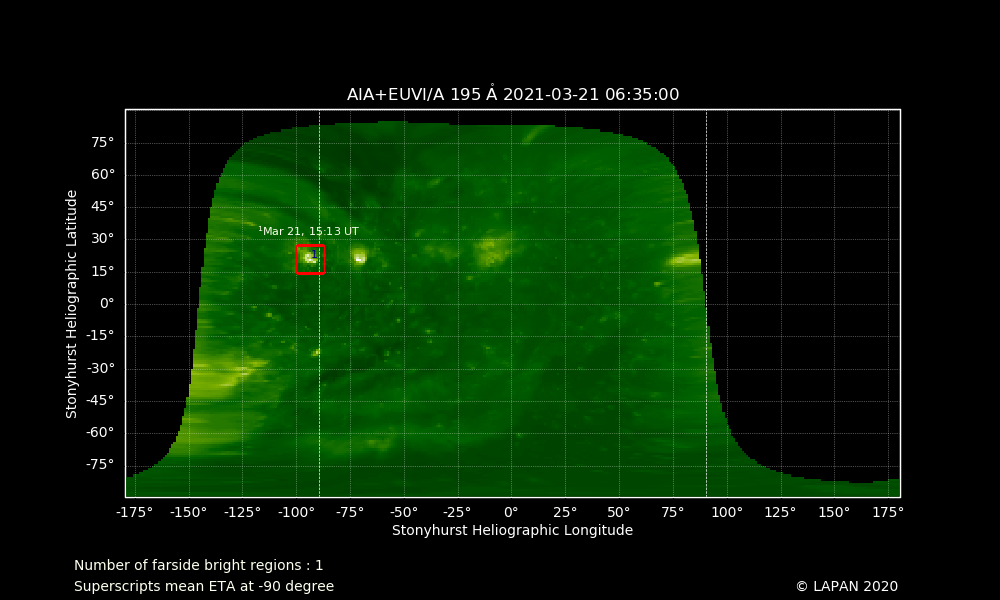 AIA+EUVI/A 195 Å 2021-03-21 06:35:00
75°
60°
45°
30°
15°
0°
-15°
-30°
-45°
-60°
-75°
Stonyhurst Heliographic Latitude
¹Mar 21, 15:13 UT
1
-175° -150° -125° -100° -75° -50° -25° 0° 25° 50° 75° 100° 125° 150° 175°
Stonyhurst Heliographic Longitude
Number of farside bright regions : 1
Superscripts mean ETA at -90 degree
© LAPAN 2020